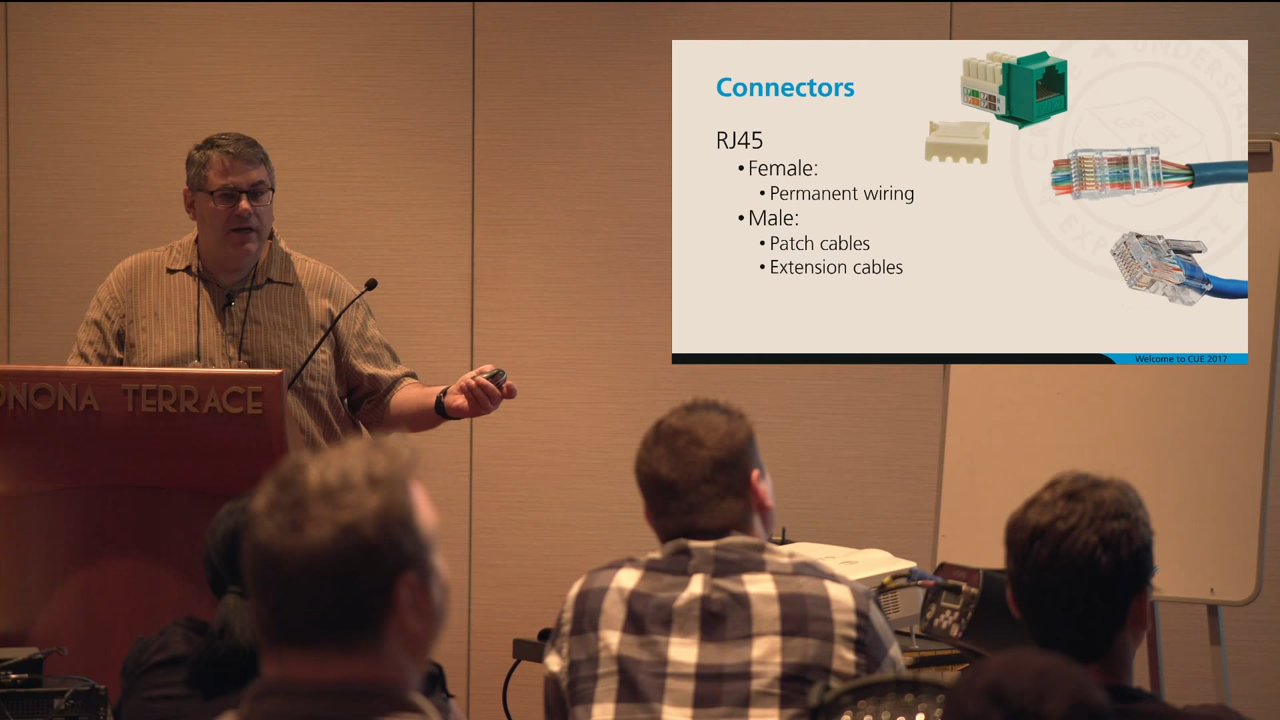 ONONA TERRACE
Connectors
RJ45
•Female:
•Permanent wiring
•Male:
•Patch cables
•Extension cables
Welcome to CUE 2017